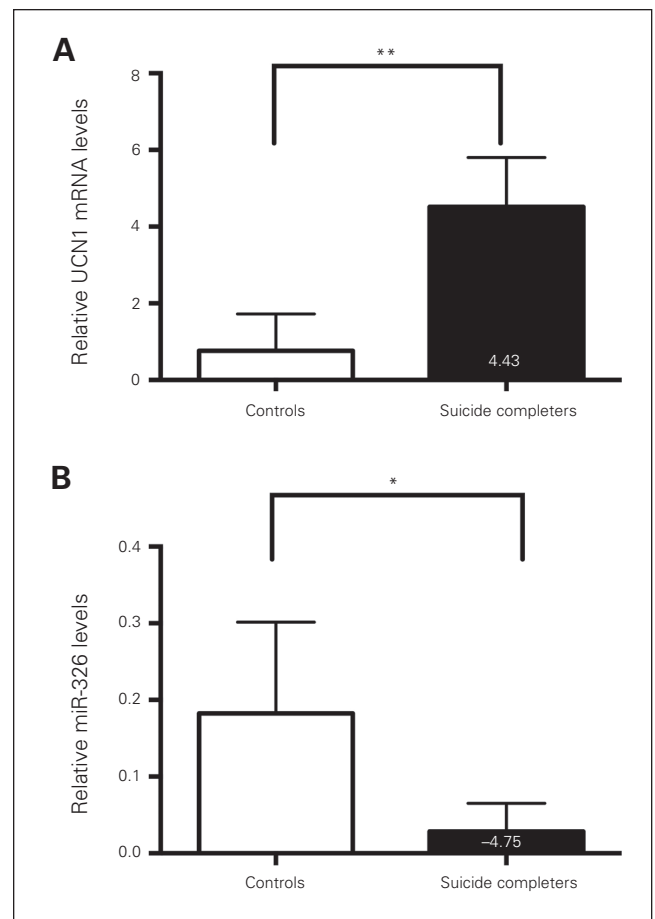 A
**
Relative UCN1 mRNA levels
8
6
4
2
0
4.43
Controls
Suicide completers
B
*
Relative miR-326 levels
0.4
0.3
0.2
0.1
0.0
–4.75
Controls
Suicide completers